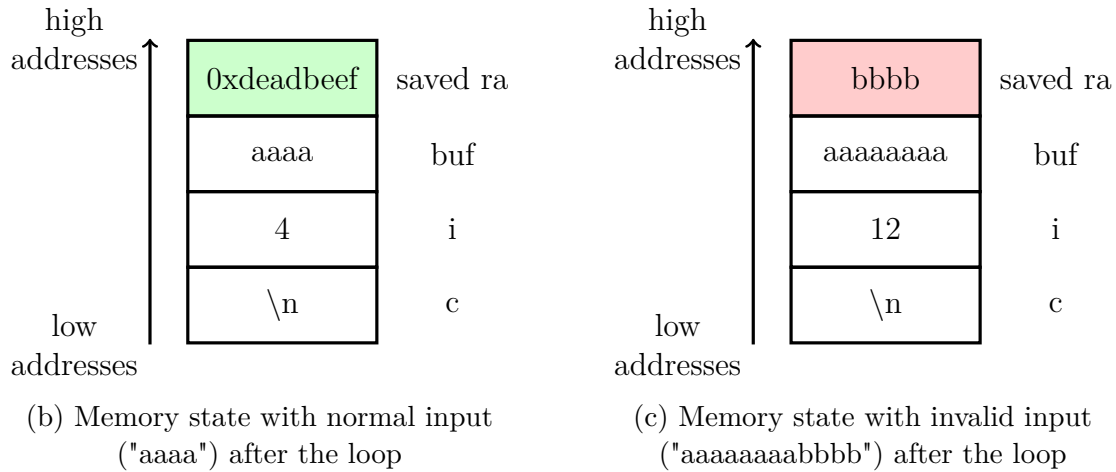 high
addresses
0xdeadbeef saved ra
aaaa buf
4 i
\n c
low
addresses
(b) Memory state with normal input
("aaaa") after the loop
high
addresses
bbbb saved ra
aaaaaaaa buf
12 i
\n c
low
addresses
(c) Memory state with invalid input
("aaaaaaaabbbb") after the loop